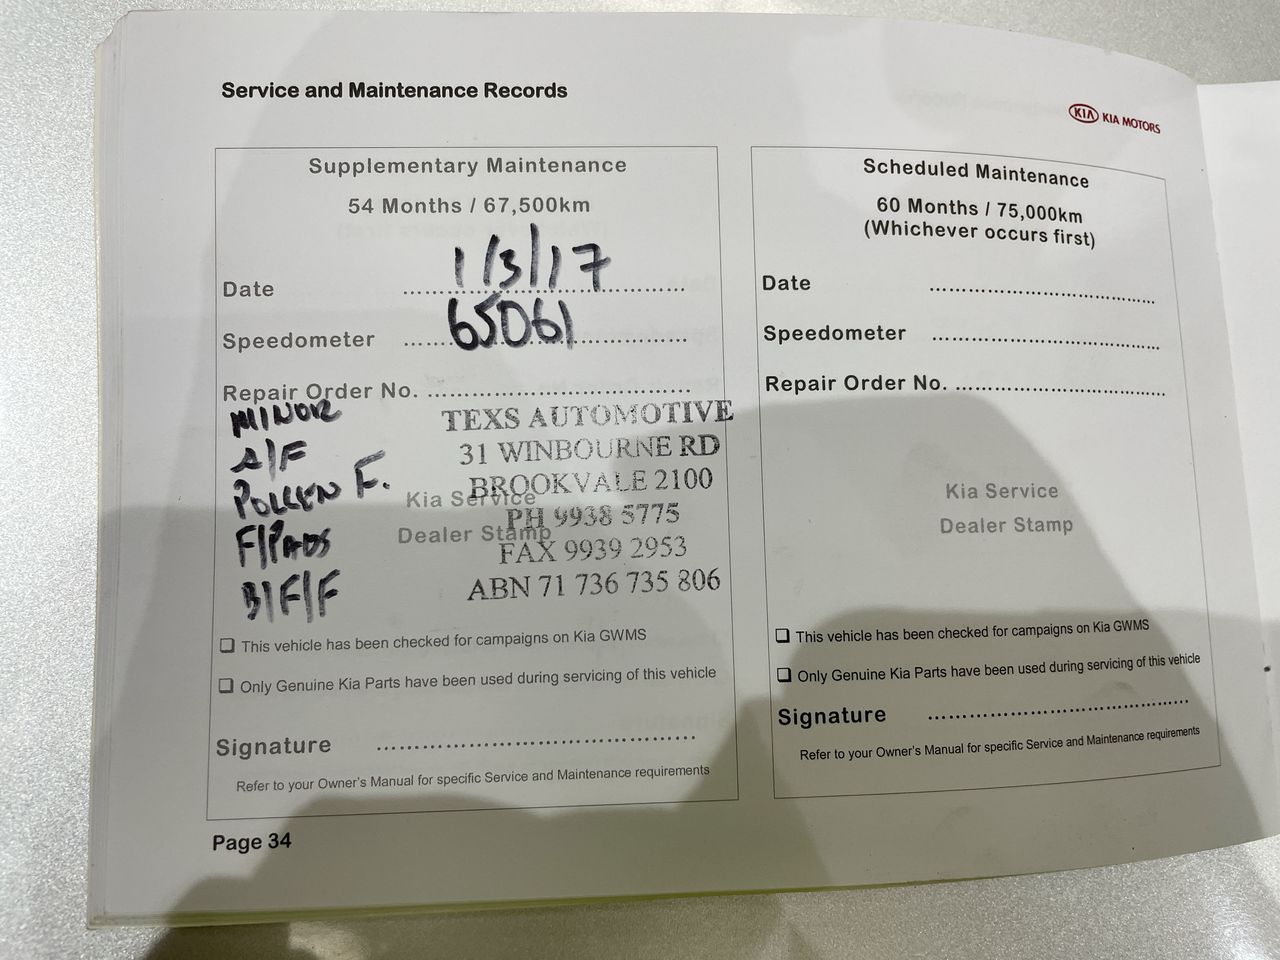 Service and Maintenance Records
KIA KIA MOTORS
Supplementary Maintenance
54 Months / 67,500km
Date 1/3/17
Speedometer 65061
Repair Order No.
MINOR
A/F
POLLEN F.
F/PADS
B/F/F
TEXS AUTOMOTIVE
31 WINBOURNE RD
BROOKVALE 2100
PH 9938 5775
FAX 9939 2953
ABN 71 736 735 806
Kia Service
Dealer Stamp
❏ This vehicle has been checked for campaigns on Kia GWMS
❏ Only Genuine Kia Parts have been used during servicing of this vehicle
Signature
Refer to your Owner's Manual for specific Service and Maintenance requirements
Page 34
Scheduled Maintenance
60 Months / 75,000km
(Whichever occurs first)
Date
Speedometer
Repair Order No.
Kia Service
Dealer Stamp
❏ This vehicle has been checked for campaigns on Kia GWMS
❏ Only Genuine Kia Parts have been used during servicing of this vehicle
Signature
Refer to your Owner's Manual for specific Service and Maintenance requirements